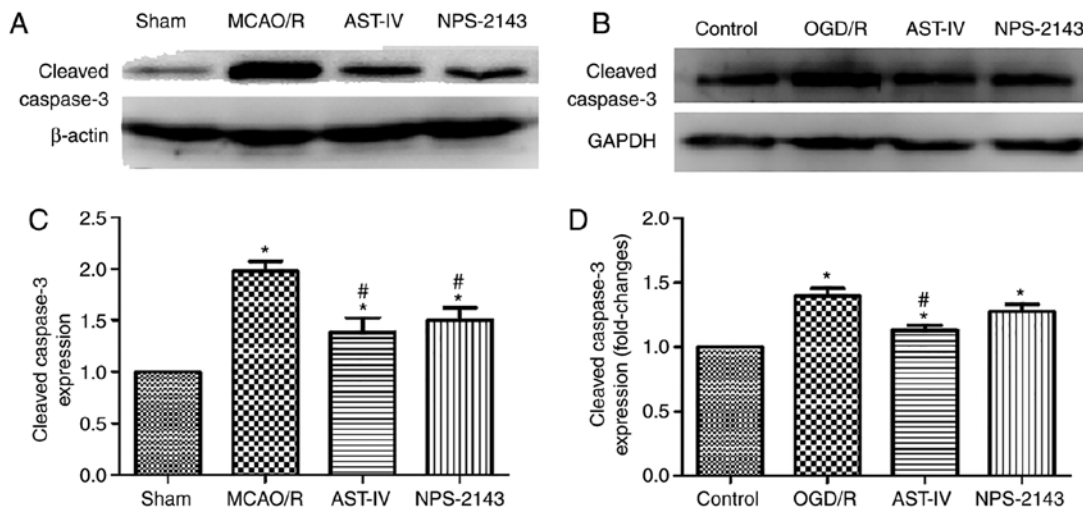 A
Sham MCAO/R AST-IV NPS-2143
Cleaved
caspase-3
β-actin
B
Control OGD/R AST-IV NPS-2143
Cleaved
caspase-3
GAPDH
C
Cleaved caspase-3
expression
2.5
2.0
1.5
1.0
0.5
0.0
*
#
*
#
*
Sham MCAO/R AST-IV NPS-2143
D
Cleaved caspase-3
expression (fold-changes)
2.0
1.5
1.0
0.5
0.0
*
#
*
*
Control OGD/R AST-IV NPS-2143